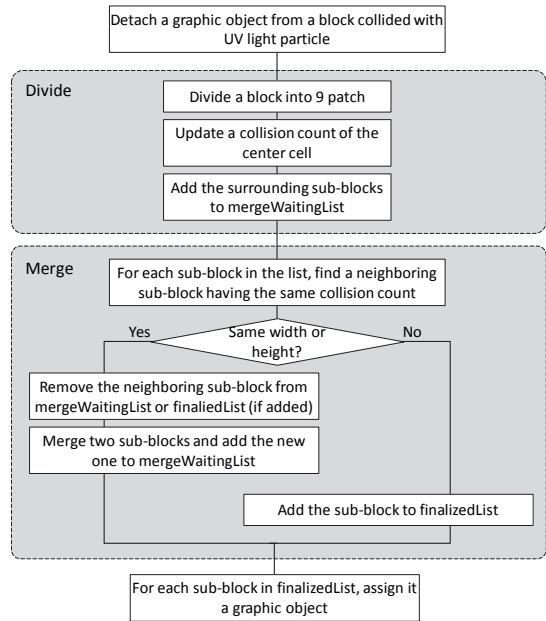 Detach a graphic object from a block collided with
UV light particle
Divide
Divide a block into 9 patch
Update a collision count of the
center cell
Add the surrounding sub-blocks
to mergeWaitingList
Merge
For each sub-block in the list, find a neighboring
sub-block having the same collision count
Yes
Same width or
height?
No
Remove the neighboring sub-block from
mergeWaitingList or finaliedList (if added)
Merge two sub-blocks and add the new
one to mergeWaitingList
Add the sub-block to finalizedList
For each sub-block in finalizedList, assign it
a graphic object